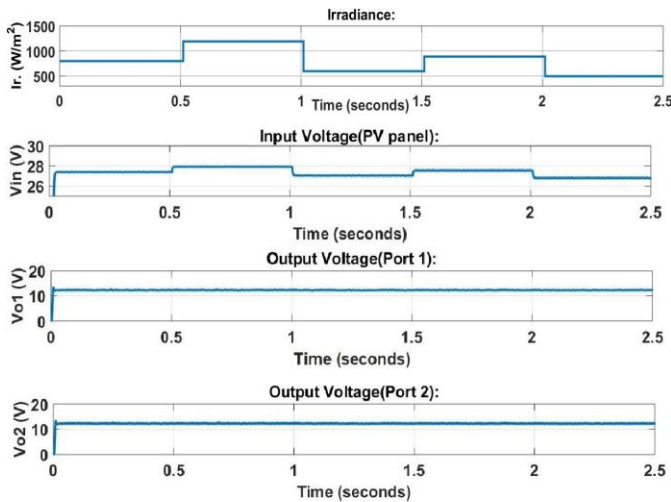 Irradiance:
Ir. (W/m²)
1500
1000
500
0 0.5 1 1.5 2 2.5
Time (seconds)
Input Voltage(PV panel):
Vin (V)
30
28
26
0 0.5 1 1.5 2 2.5
Time (seconds)
Output Voltage(Port 1):
Vo1 (V)
20
10
0
0 0.5 1 1.5 2 2.5
Time (seconds)
Output Voltage(Port 2):
Vo2 (V)
20
10
0
0 0.5 1 1.5 2 2.5
Time (seconds)